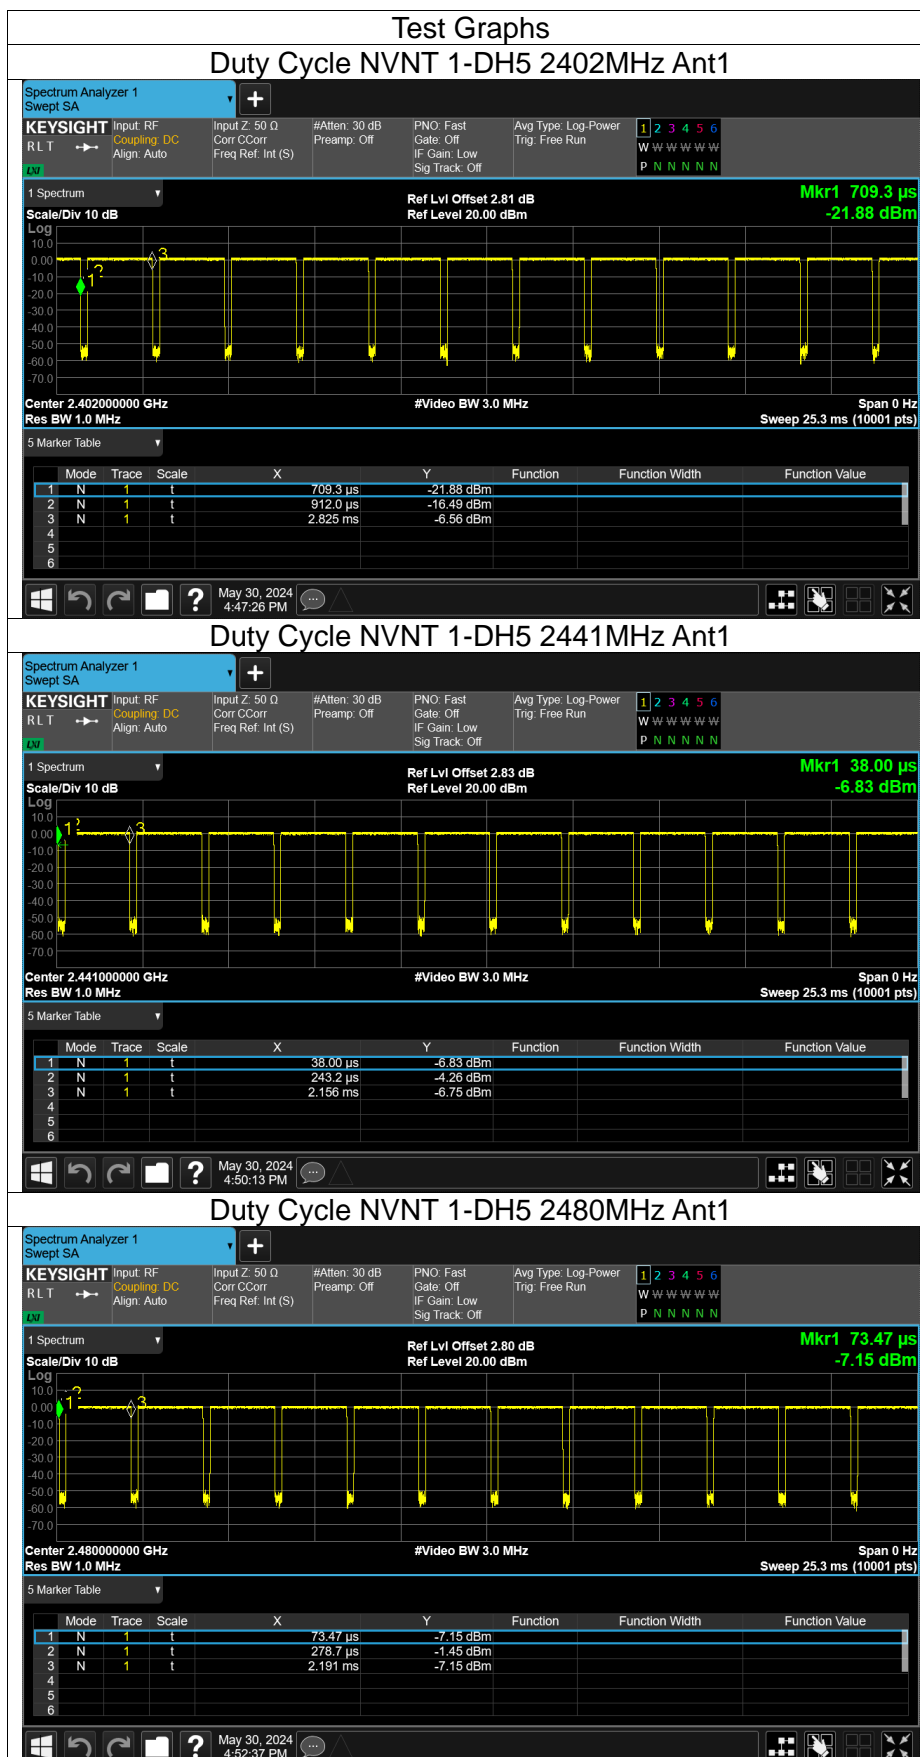 Test Graphs
Duty Cycle NVNT 1-DH5 2402MHz Ant1
Spectrum Analyzer 1
Swept SA
KEYSIGHT Input: RF Input Z: 50 Ω #Atten: 30 dB PNO: Fast Avg Type: Log-Power 1 2 3 4 5 6
RLT Coupling: DC Corr CCorr Preamp: Off Gate: Off Trig: Free Run W W W W W W
Align: Auto Freq Ref: Int (S) IF Gain: Low
LXI Sig Track: Off P N N N N N
1 Spectrum Ref Lvl Offset 2.81 dB Mkr1 709.3 µs
Scale/Div 10 dB Ref Level 20.00 dBm -21.88 dBm
Log
10.0
0.00
-10.0
-20.0
-30.0
-40.0
-50.0
-60.0
-70.0
1 2 3
Center 2.402000000 GHz #Video BW 3.0 MHz Span 0 Hz
Res BW 1.0 MHz Sweep 25.3 ms (10001 pts)
5 Marker Table
Mode Trace Scale X Y Function Function Width Function Value
1 N 1 t 709.3 µs -21.88 dBm
2 N 1 t 912.0 µs -16.49 dBm
3 N 1 t 2.825 ms -6.56 dBm
4
5
6
? May 30, 2024
4:47:26 PM
Duty Cycle NVNT 1-DH5 2441MHz Ant1
Spectrum Analyzer 1
Swept SA
KEYSIGHT Input: RF Input Z: 50 Ω #Atten: 30 dB PNO: Fast Avg Type: Log-Power 1 2 3 4 5 6
RLT Coupling: DC Corr CCorr Preamp: Off Gate: Off Trig: Free Run W W W W W W
Align: Auto Freq Ref: Int (S) IF Gain: Low
LXI Sig Track: Off P N N N N N
1 Spectrum Ref Lvl Offset 2.83 dB Mkr1 38.00 µs
Scale/Div 10 dB Ref Level 20.00 dBm -6.83 dBm
Log
10.0
0.00
-10.0
-20.0
-30.0
-40.0
-50.0
-60.0
-70.0
1 2 3
Center 2.441000000 GHz #Video BW 3.0 MHz Span 0 Hz
Res BW 1.0 MHz Sweep 25.3 ms (10001 pts)
5 Marker Table
Mode Trace Scale X Y Function Function Width Function Value
1 N 1 t 38.00 µs -6.83 dBm
2 N 1 t 243.2 µs -4.26 dBm
3 N 1 t 2.156 ms -6.75 dBm
4
5
6
? May 30, 2024
4:50:13 PM
Duty Cycle NVNT 1-DH5 2480MHz Ant1
Spectrum Analyzer 1
Swept SA
KEYSIGHT Input: RF Input Z: 50 Ω #Atten: 30 dB PNO: Fast Avg Type: Log-Power 1 2 3 4 5 6
RLT Coupling: DC Corr CCorr Preamp: Off Gate: Off Trig: Free Run W W W W W W
Align: Auto Freq Ref: Int (S) IF Gain: Low
LXI Sig Track: Off P N N N N N
1 Spectrum Ref Lvl Offset 2.80 dB Mkr1 73.47 µs
Scale/Div 10 dB Ref Level 20.00 dBm -7.15 dBm
Log
10.0
0.00
-10.0
-20.0
-30.0
-40.0
-50.0
-60.0
-70.0
1 2 3
Center 2.480000000 GHz #Video BW 3.0 MHz Span 0 Hz
Res BW 1.0 MHz Sweep 25.3 ms (10001 pts)
5 Marker Table
Mode Trace Scale X Y Function Function Width Function Value
1 N 1 t 73.47 µs -7.15 dBm
2 N 1 t 278.7 µs -1.45 dBm
3 N 1 t 2.191 ms -7.15 dBm
4
5
6
? May 30, 2024
4:52:37 PM